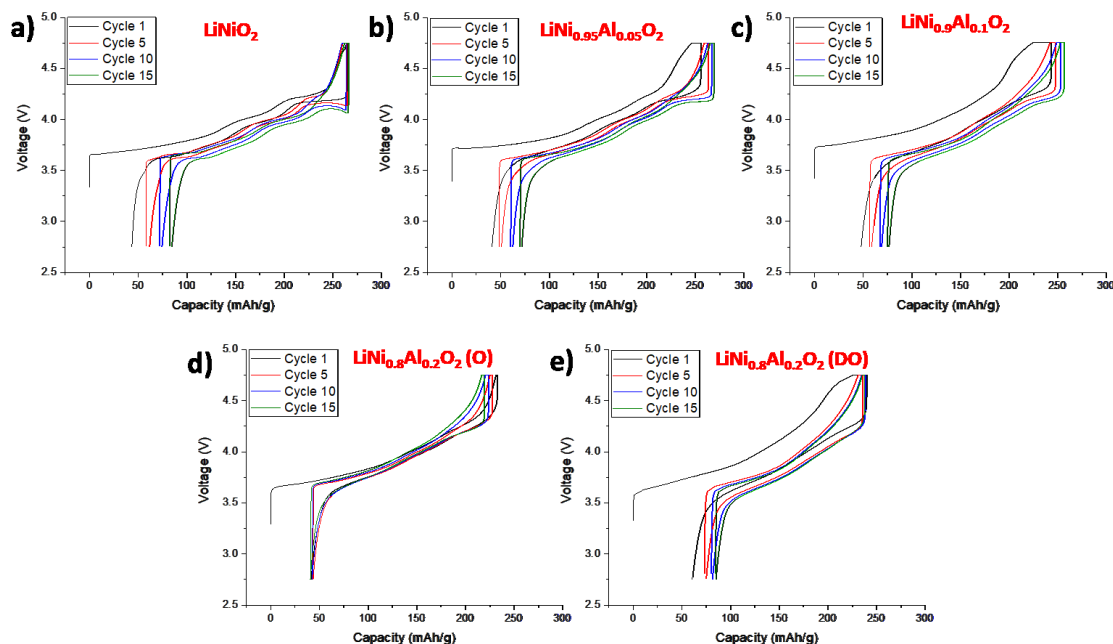 a)
LiNiO2
5.0
4.5
4.0
3.5
3.0
2.5
Voltage (V)
Cycle 1
Cycle 5
Cycle 10
Cycle 15
0 50 100 150 200 250 300
Capacity (mAh/g)
b)
LiNi0.95Al0.05O2
5.0
4.5
4.0
3.5
3.0
2.5
Voltage (V)
Cycle 1
Cycle 5
Cycle 10
Cycle 15
0 50 100 150 200 250 300
Capacity (mAh/g)
c)
LiNi0.9Al0.1O2
5.0
4.5
4.0
3.5
3.0
2.5
Voltage (V)
Cycle 1
Cycle 5
Cycle 10
Cycle 15
0 50 100 150 200 250 300
Capacity (mAh/g)
d)
LiNi0.8Al0.2O2 (O)
5.0
4.5
4.0
3.5
3.0
2.5
Voltage (V)
Cycle 1
Cycle 5
Cycle 10
Cycle 15
0 50 100 150 200 250 300
Capacity (mAh/g)
e)
LiNi0.8Al0.2O2 (DO)
5.0
4.5
4.0
3.5
3.0
2.5
Voltage (V)
Cycle 1
Cycle 5
Cycle 10
Cycle 15
0 50 100 150 200 250 300
Capacity (mAh/g)